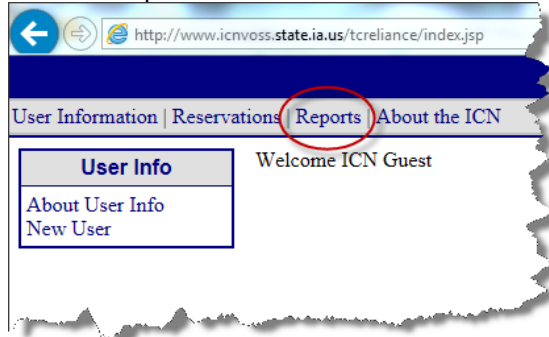 http://www.icnvoss.state.ia.us/tcreliance/index.jsp
User Information | Reservations | Reports | About the ICN
User Info
Welcome ICN Guest
About User Info
New User